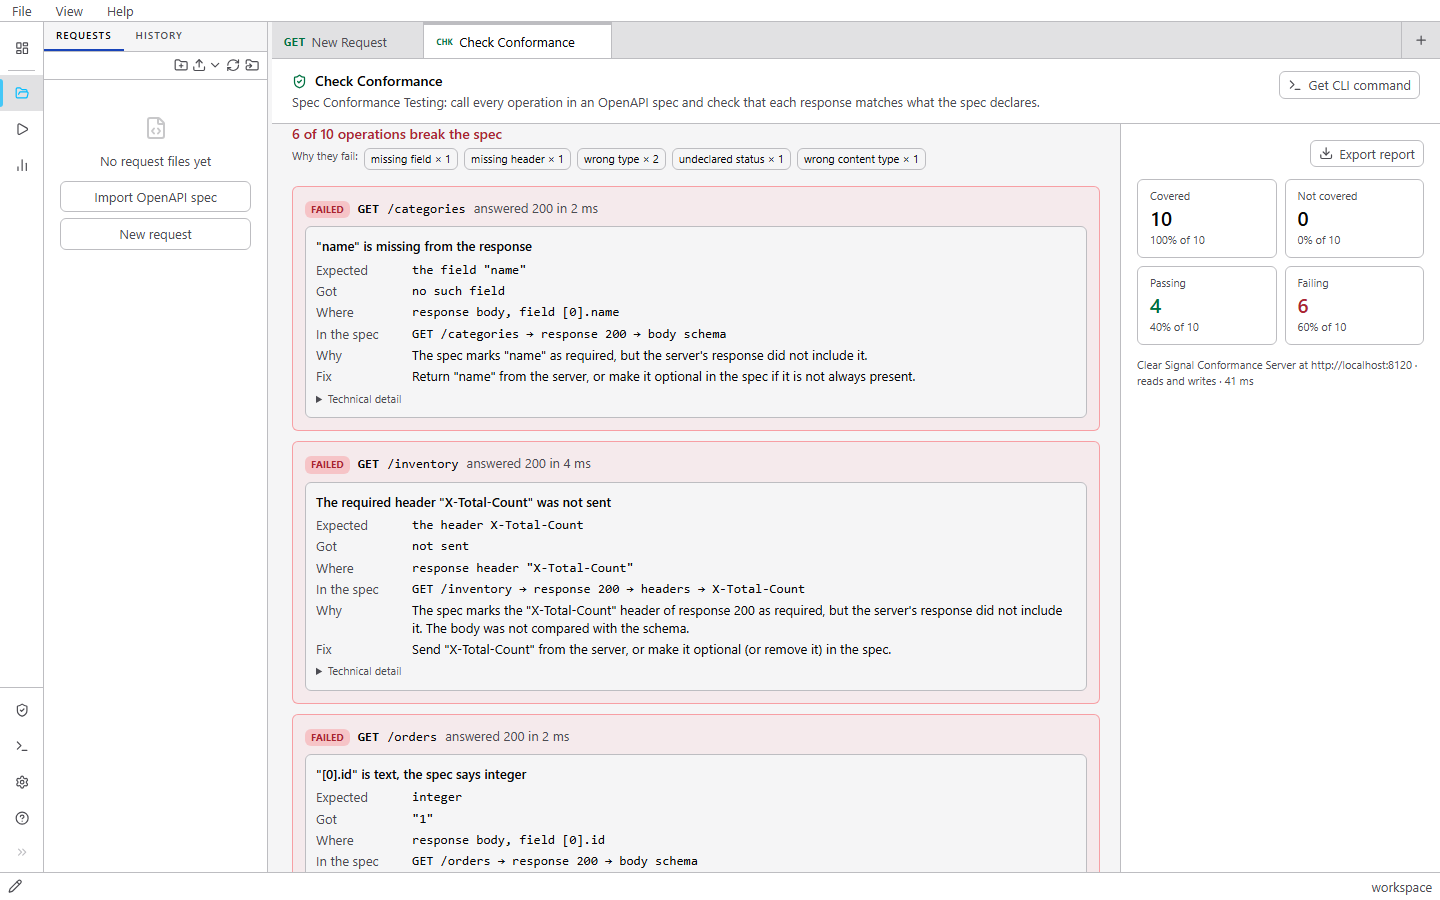 File View Help
REQUESTS HISTORY
No request files yet
Import OpenAPI spec
New request
GET New Request
CHK Check Conformance
+
Check Conformance
Spec Conformance Testing: call every operation in an OpenAPI spec and check that each response matches what the spec declares.
Get CLI command
6 of 10 operations break the spec
Why they fail: missing field × 1 missing header × 1 wrong type × 2 undeclared status × 1 wrong content type × 1
FAILED GET /categories answered 200 in 2 ms
"name" is missing from the response
Expected the field "name"
Got no such field
Where response body, field [0].name
In the spec GET /categories → response 200 → body schema
Why The spec marks "name" as required, but the server's response did not include it.
Fix Return "name" from the server, or make it optional in the spec if it is not always present.
Technical detail
FAILED GET /inventory answered 200 in 4 ms
The required header "X-Total-Count" was not sent
Expected the header X-Total-Count
Got not sent
Where response header "X-Total-Count"
In the spec GET /inventory → response 200 → headers → X-Total-Count
Why The spec marks the "X-Total-Count" header of response 200 as required, but the server's response did not include
it. The body was not compared with the schema.
Fix Send "X-Total-Count" from the server, or make it optional (or remove it) in the spec.
Technical detail
FAILED GET /orders answered 200 in 2 ms
"[0].id" is text, the spec says integer
Expected integer
Got "1"
Where response body, field [0].id
In the spec GET /orders → response 200 → body schema
Export report
Covered
10
100% of 10
Not covered
0
0% of 10
Passing
4
40% of 10
Failing
6
60% of 10
Clear Signal Conformance Server at http://localhost:8120 ·
reads and writes · 41 ms
workspace